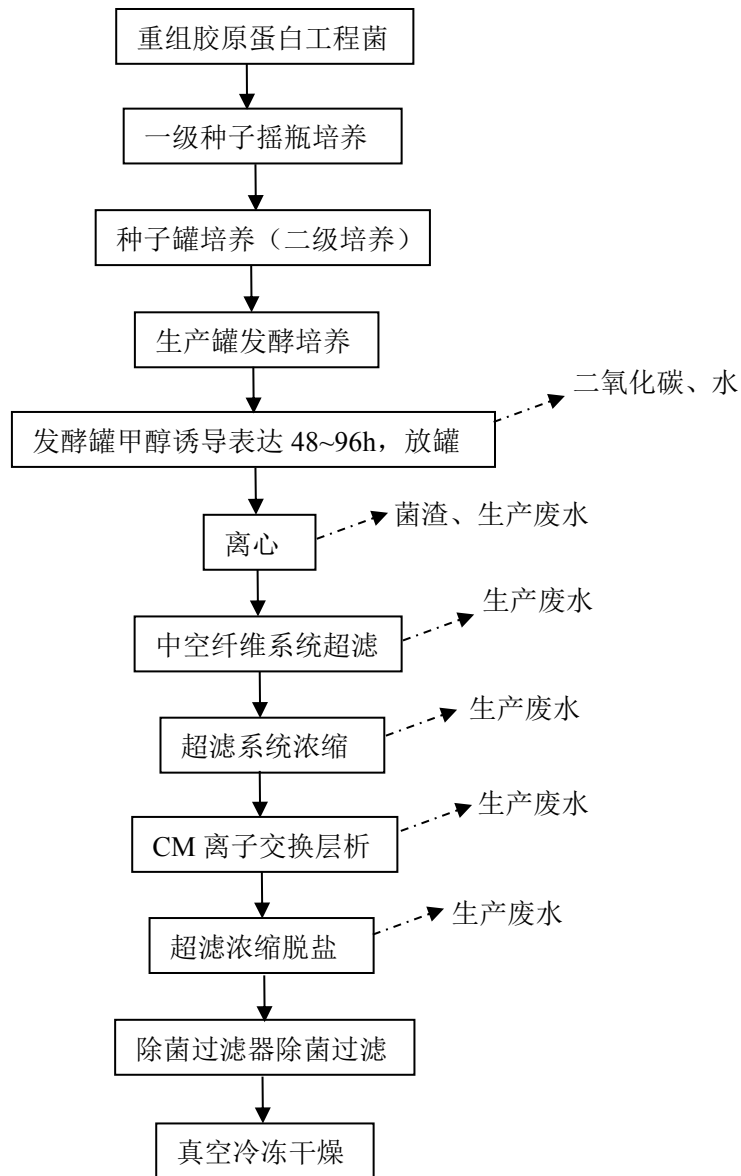 重组胶原蛋白工程菌
一级种子摇瓶培养
种子罐培养（二级培养）
生产罐发酵培养
二氧化碳、水
发酵罐甲醇诱导表达 48~96h，放罐
菌渣、生产废水
离心
生产废水
中空纤维系统超滤
生产废水
超滤系统浓缩
生产废水
CM 离子交换层析
生产废水
超滤浓缩脱盐
除菌过滤器除菌过滤
真空冷冻干燥